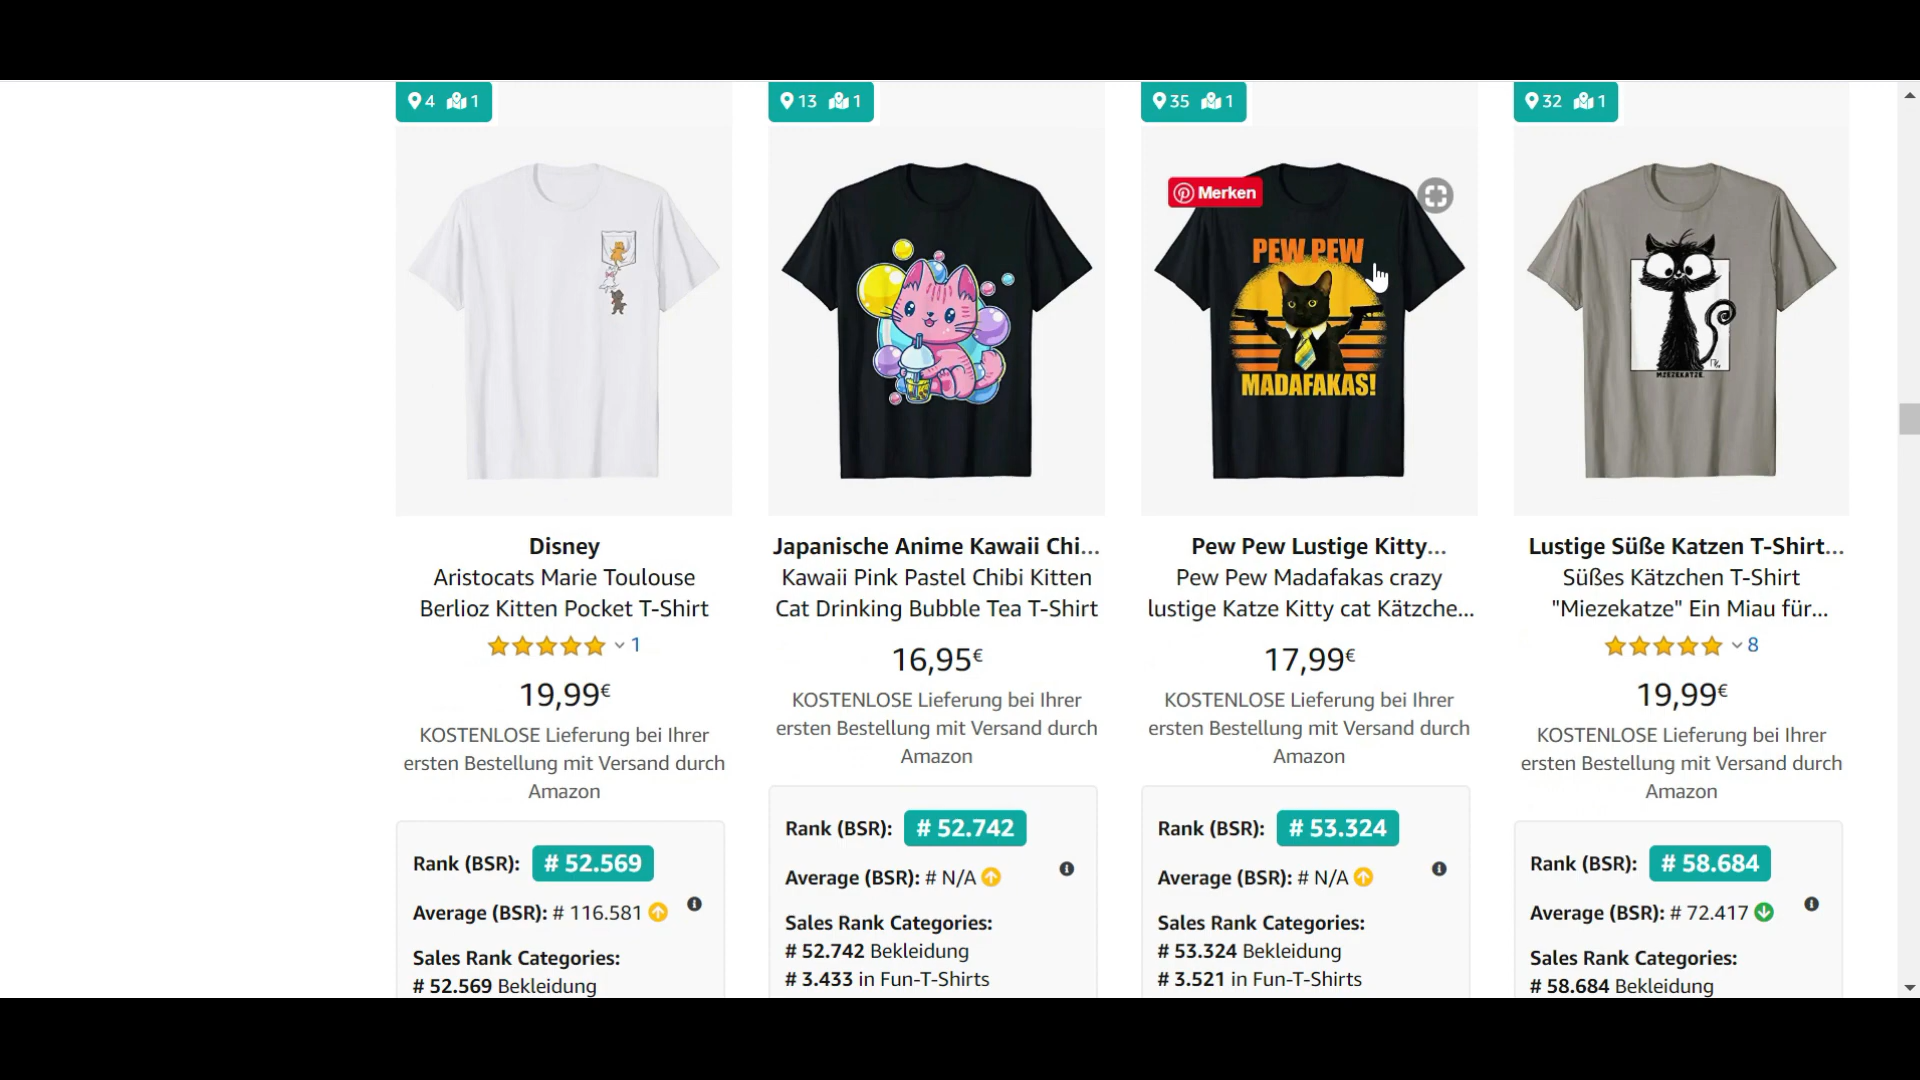 4 1
13 1
35 1
32 1
Merken
PEW PEW
MADAFAKAS!
MIEZEKATZE
Disney
Aristocats Marie Toulouse
Berlioz Kitten Pocket T-Shirt
1
19,99€
KOSTENLOSE Lieferung bei Ihrer
ersten Bestellung mit Versand durch
Amazon
Rank (BSR): # 52.569
Average (BSR): # 116.581
Sales Rank Categories:
# 52.569 Bekleidung
Japanische Anime Kawaii Chi...
Kawaii Pink Pastel Chibi Kitten
Cat Drinking Bubble Tea T-Shirt
16,95€
KOSTENLOSE Lieferung bei Ihrer
ersten Bestellung mit Versand durch
Amazon
Rank (BSR): # 52.742
Average (BSR): # N/A
Sales Rank Categories:
# 52.742 Bekleidung
# 3.433 in Fun-T-Shirts
Pew Pew Lustige Kitty...
Pew Pew Madafakas crazy
lustige Katze Kitty cat Kätzche...
17,99€
KOSTENLOSE Lieferung bei Ihrer
ersten Bestellung mit Versand durch
Amazon
Rank (BSR): # 53.324
Average (BSR): # N/A
Sales Rank Categories:
# 53.324 Bekleidung
# 3.521 in Fun-T-Shirts
Lustige Süße Katzen T-Shirt...
Süßes Kätzchen T-Shirt
"Miezekatze" Ein Miau für...
8
19,99€
KOSTENLOSE Lieferung bei Ihrer
ersten Bestellung mit Versand durch
Amazon
Rank (BSR): # 58.684
Average (BSR): # 72.417
Sales Rank Categories:
# 58.684 Bekleidung